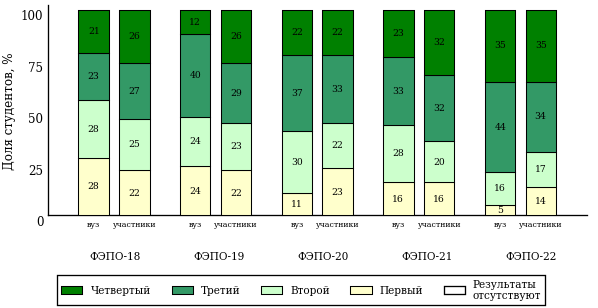 Доля студентов, %
100
75
50
25
0
21 26 12 26 22 22 23 32 35 35
23 27 40 29 37 33 33 32 44 34
28 25 24 23 30 22 28 20 16 17
28 22 24 22 11 23 16 16 5 14
вуз участники вуз участники вуз участники вуз участники вуз участники
ФЭПО-18 ФЭПО-19 ФЭПО-20 ФЭПО-21 ФЭПО-22
Четвертый Третий Второй Первый Результаты
отсутствуют